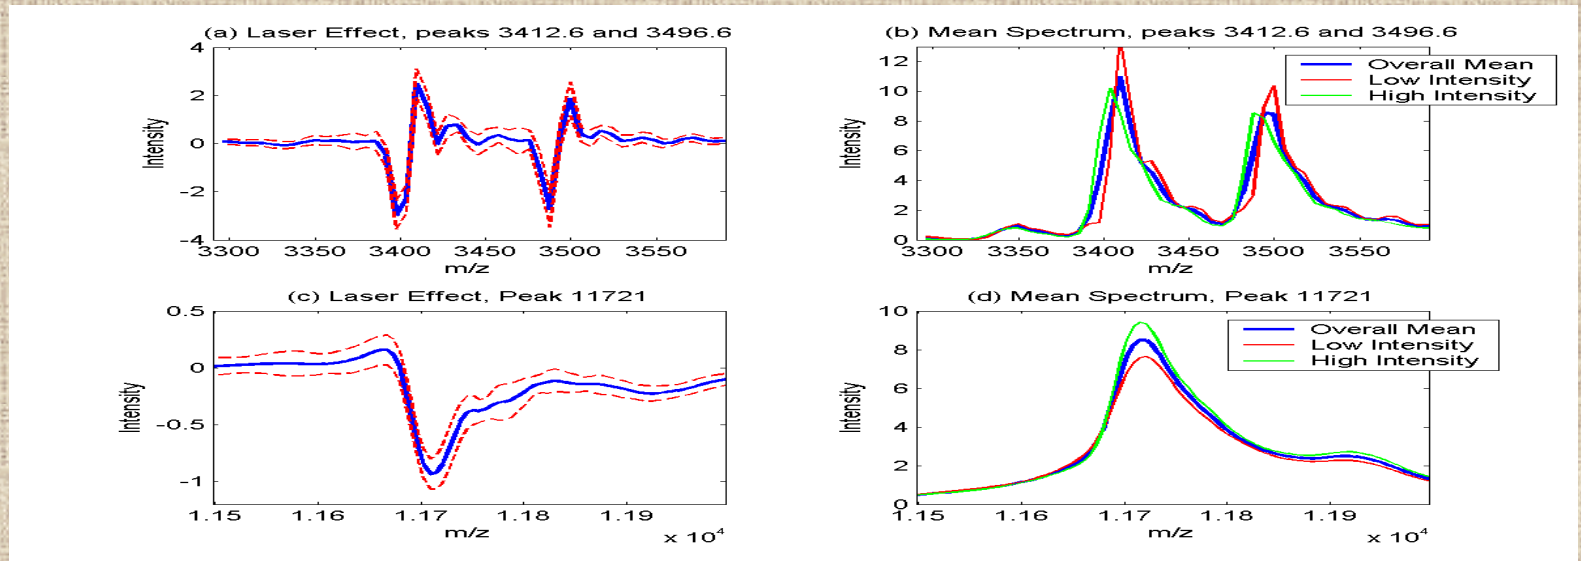 (a) Laser Effect, peaks 3412.6 and 3496.6
4
2
0
-2
-4
Intensity
3300 3350 3400 3450 3500 3550
m/z
(b) Mean Spectrum, peaks 3412.6 and 3496.6
12
10
8
6
4
2
0
Intensity
3300 3350 3400 3450 3500 3550
m/z
Overall Mean
Low Intensity
High Intensity
(c) Laser Effect, Peak 11721
0.5
0
-0.5
-1
Intensity
1.15 1.16 1.17 1.18 1.19
m/z
x 10⁴
(d) Mean Spectrum, Peak 11721
10
8
6
4
2
0
Intensity
1.15 1.16 1.17 1.18 1.19
m/z
x 10⁴
Overall Mean
Low Intensity
High Intensity